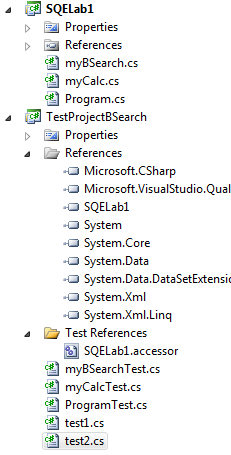 SQELab1
Properties
References
myBSearch.cs
myCalc.cs
Program.cs
TestProjectBSearch
Properties
References
Microsoft.CSharp
Microsoft.VisualStudio.Qual
SQELab1
System
System.Core
System.Data
System.Data.DataSetExtensio
System.Xml
System.Xml.Linq
Test References
SQELab1.accessor
myBSearchTest.cs
myCalcTest.cs
ProgramTest.cs
test1.cs
test2.cs